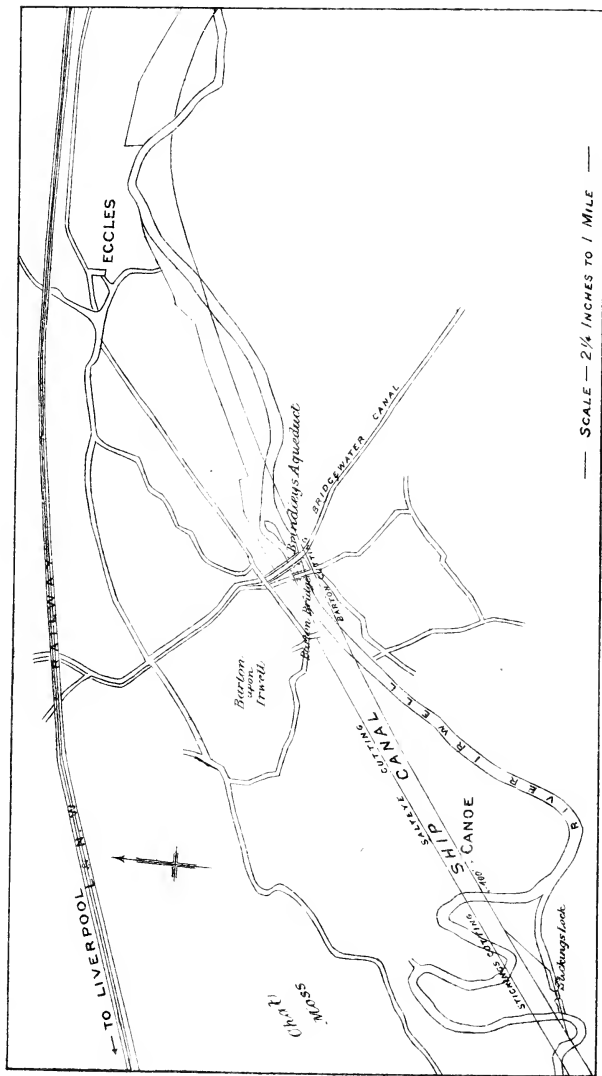 ← TO LIVERPOOL
L & N.W RAILWAY
ECCLES
Chat
Moss
Barton
upon
Irwell
Brindleys Aqueduct
Barton Bridge
BARTON CUTTING
BRIDGEWATER CANAL
SALTEYE CUTTING
SHIP CANAL
CANOE
STICKINGS CUTTING
RIVER IRWELL
Stickings Lock
SCALE — 2¼ INCHES TO 1 MILE —